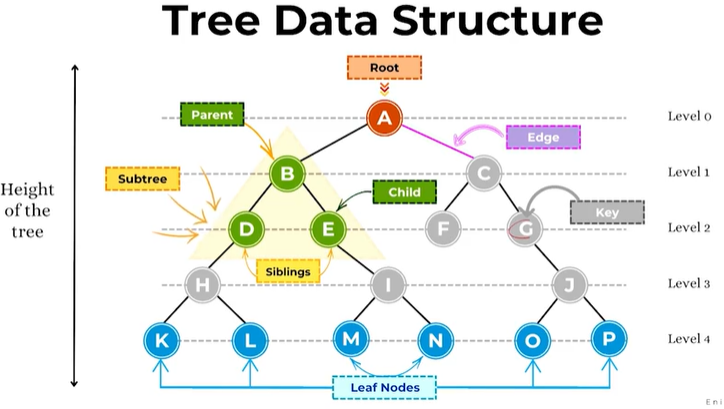 Tree Data Structure
Root
A
Level 0
Parent
Edge
B
C
Level 1
Subtree
Child
Height
of the
tree
Key
D
E
F
G
Level 2
Siblings
H
I
J
Level 3
K
L
M
N
O
P
Level 4
Leaf Nodes
Eni